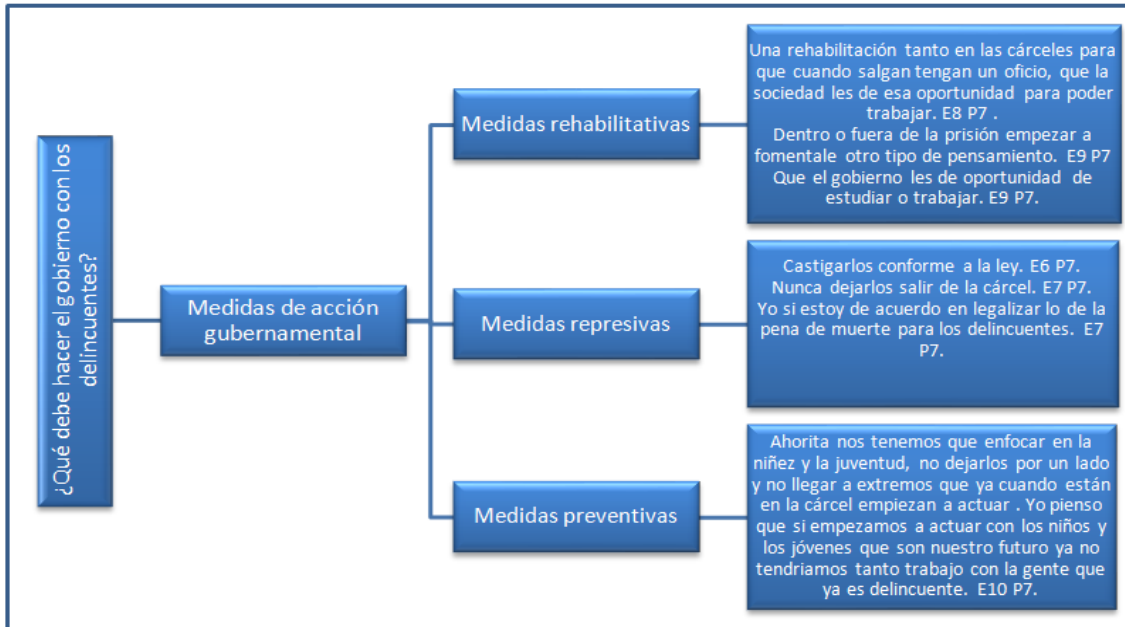 ¿Qué debe hacer el gobierno con los
delincuentes?
Medidas de acción
gubernamental
Medidas rehabilitativas
Una rehabilitación tanto en las cárceles para
que cuando salgan tengan un oficio, que la
sociedad les de esa oportunidad para poder
trabajar. E8 P7 .
Dentro o fuera de la prisión empezar a
fomentale otro tipo de pensamiento. E9 P7
Que el gobierno les de oportunidad de
estudiar o trabajar. E9 P7.
Medidas represivas
Castigarlos conforme a la ley. E6 P7.
Nunca dejarlos salir de la cárcel. E7 P7.
Yo si estoy de acuerdo en legalizar lo de la
pena de muerte para los delincuentes. E7
P7.
Medidas preventivas
Ahorita nos tenemos que enfocar en la
niñez y la juventud, no dejarlos por un lado
y no llegar a extremos que ya cuando están
en la cárcel empiezan a actuar . Yo pienso
que si empezamos a actuar con los niños y
los jóvenes que son nuestro futuro ya no
tendriamos tanto trabajo con la gente que
ya es delincuente. E10 P7.